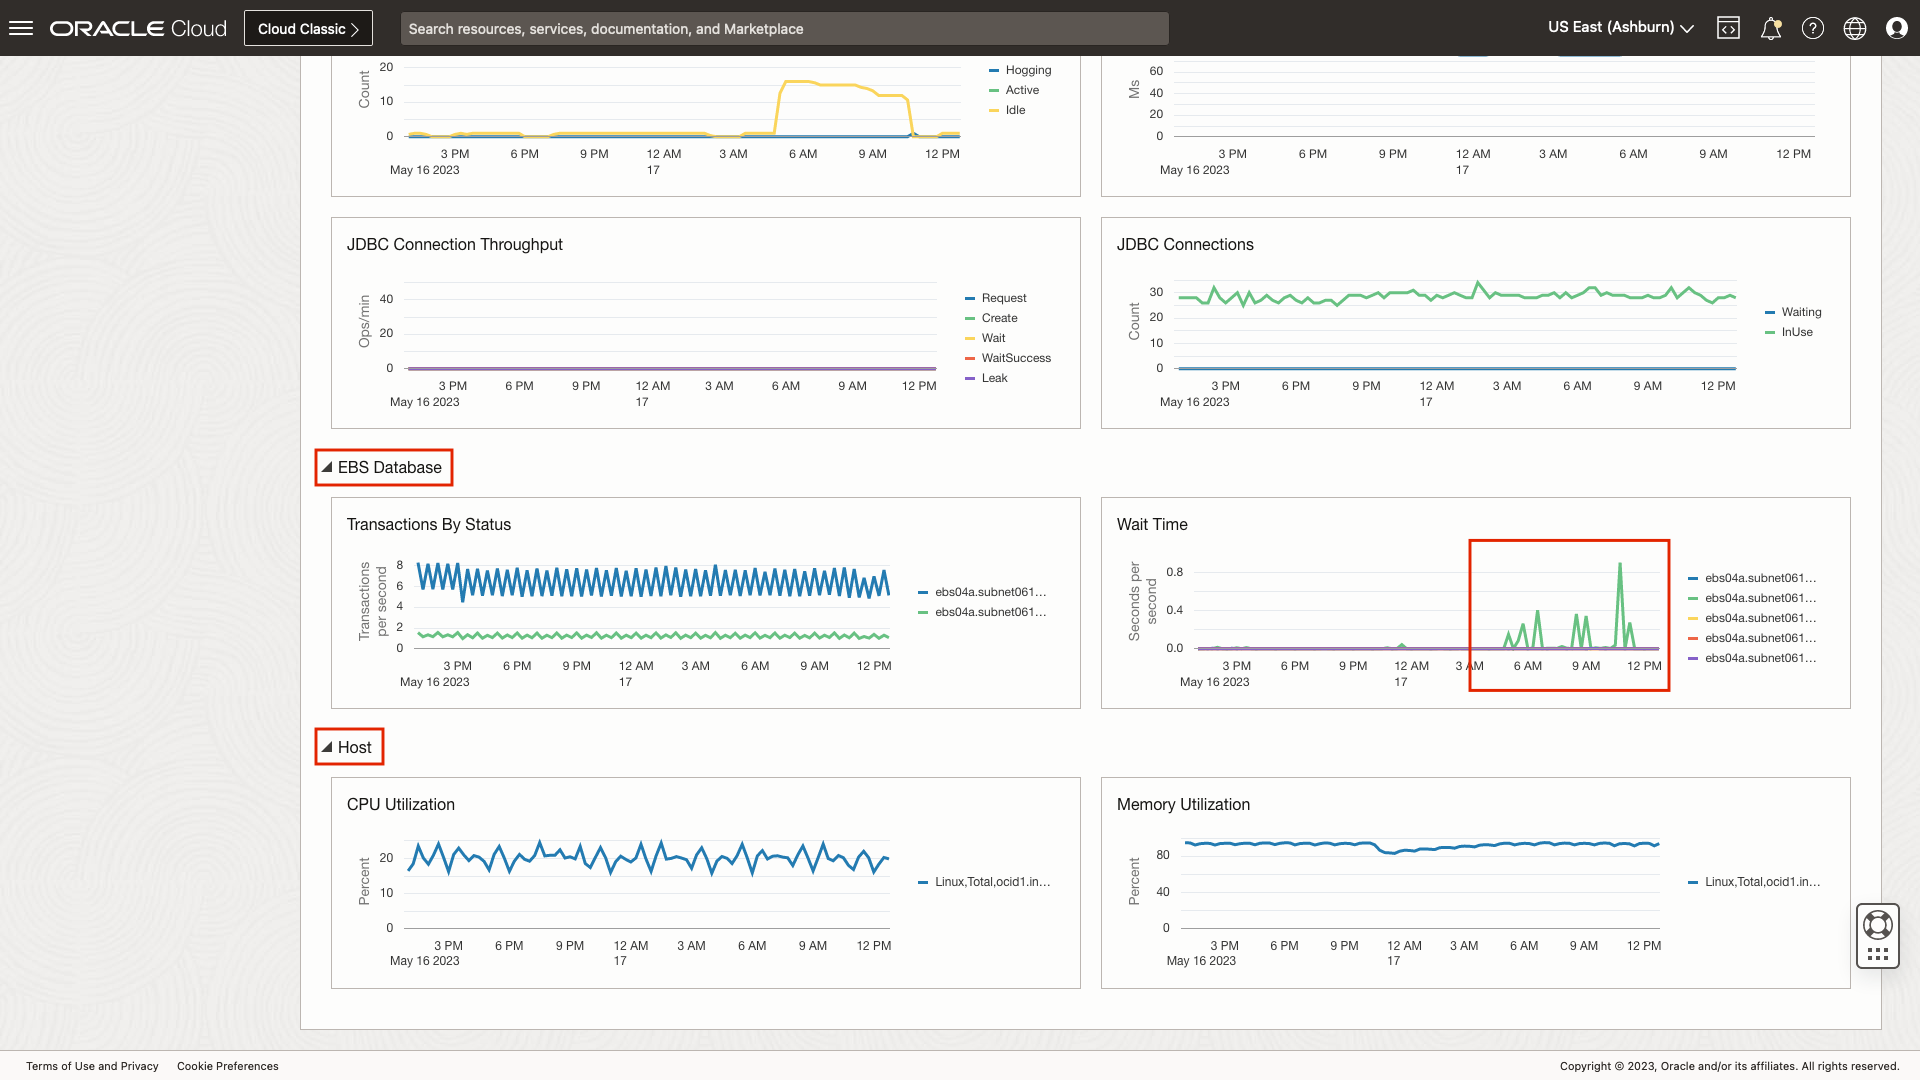 ORACLE Cloud
Cloud Classic
Search resources, services, documentation, and Marketplace
US East (Ashburn)
Count
20
10
0
3 PM 6 PM 9 PM 12 AM 3 AM 6 AM 9 AM 12 PM
May 16 2023 17
Hogging
Active
Idle
Ms
60
40
20
0
3 PM 6 PM 9 PM 12 AM 3 AM 6 AM 9 AM 12 PM
May 16 2023 17
JDBC Connection Throughput
Ops/min
40
20
0
3 PM 6 PM 9 PM 12 AM 3 AM 6 AM 9 AM 12 PM
May 16 2023 17
Request
Create
Wait
WaitSuccess
Leak
JDBC Connections
Count
30
20
10
0
3 PM 6 PM 9 PM 12 AM 3 AM 6 AM 9 AM 12 PM
May 16 2023 17
Waiting
InUse
EBS Database
Transactions By Status
Transactions
per second
8
6
4
2
0
3 PM 6 PM 9 PM 12 AM 3 AM 6 AM 9 AM 12 PM
May 16 2023 17
ebs04a.subnet061...
ebs04a.subnet061...
Wait Time
Seconds per
second
0.8
0.4
0.0
3 PM 6 PM 9 PM 12 AM 3 AM 6 AM 9 AM 12 PM
May 16 2023 17
ebs04a.subnet061...
ebs04a.subnet061...
ebs04a.subnet061...
ebs04a.subnet061...
ebs04a.subnet061...
Host
CPU Utilization
Percent
20
10
0
3 PM 6 PM 9 PM 12 AM 3 AM 6 AM 9 AM 12 PM
May 16 2023 17
Linux,Total,ocid1.in...
Memory Utilization
Percent
80
40
0
3 PM 6 PM 9 PM 12 AM 3 AM 6 AM 9 AM 12 PM
May 16 2023 17
Linux,Total,ocid1.in...
Terms of Use and Privacy Cookie Preferences
Copyright © 2023, Oracle and/or its affiliates. All rights reserved.